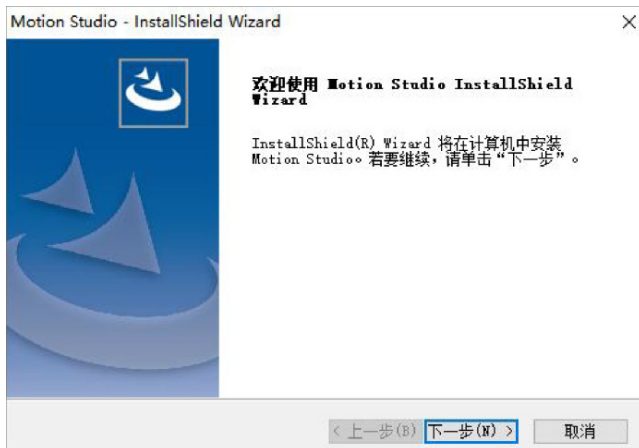 Motion Studio - InstallShield Wizard
欢迎使用 Motion Studio InstallShield
Wizard
InstallShield(R) Wizard 将在计算机中安装
Motion Studio。若要继续，请单击“下一步”。
< 上一步(B)
下一步(N) >
取消